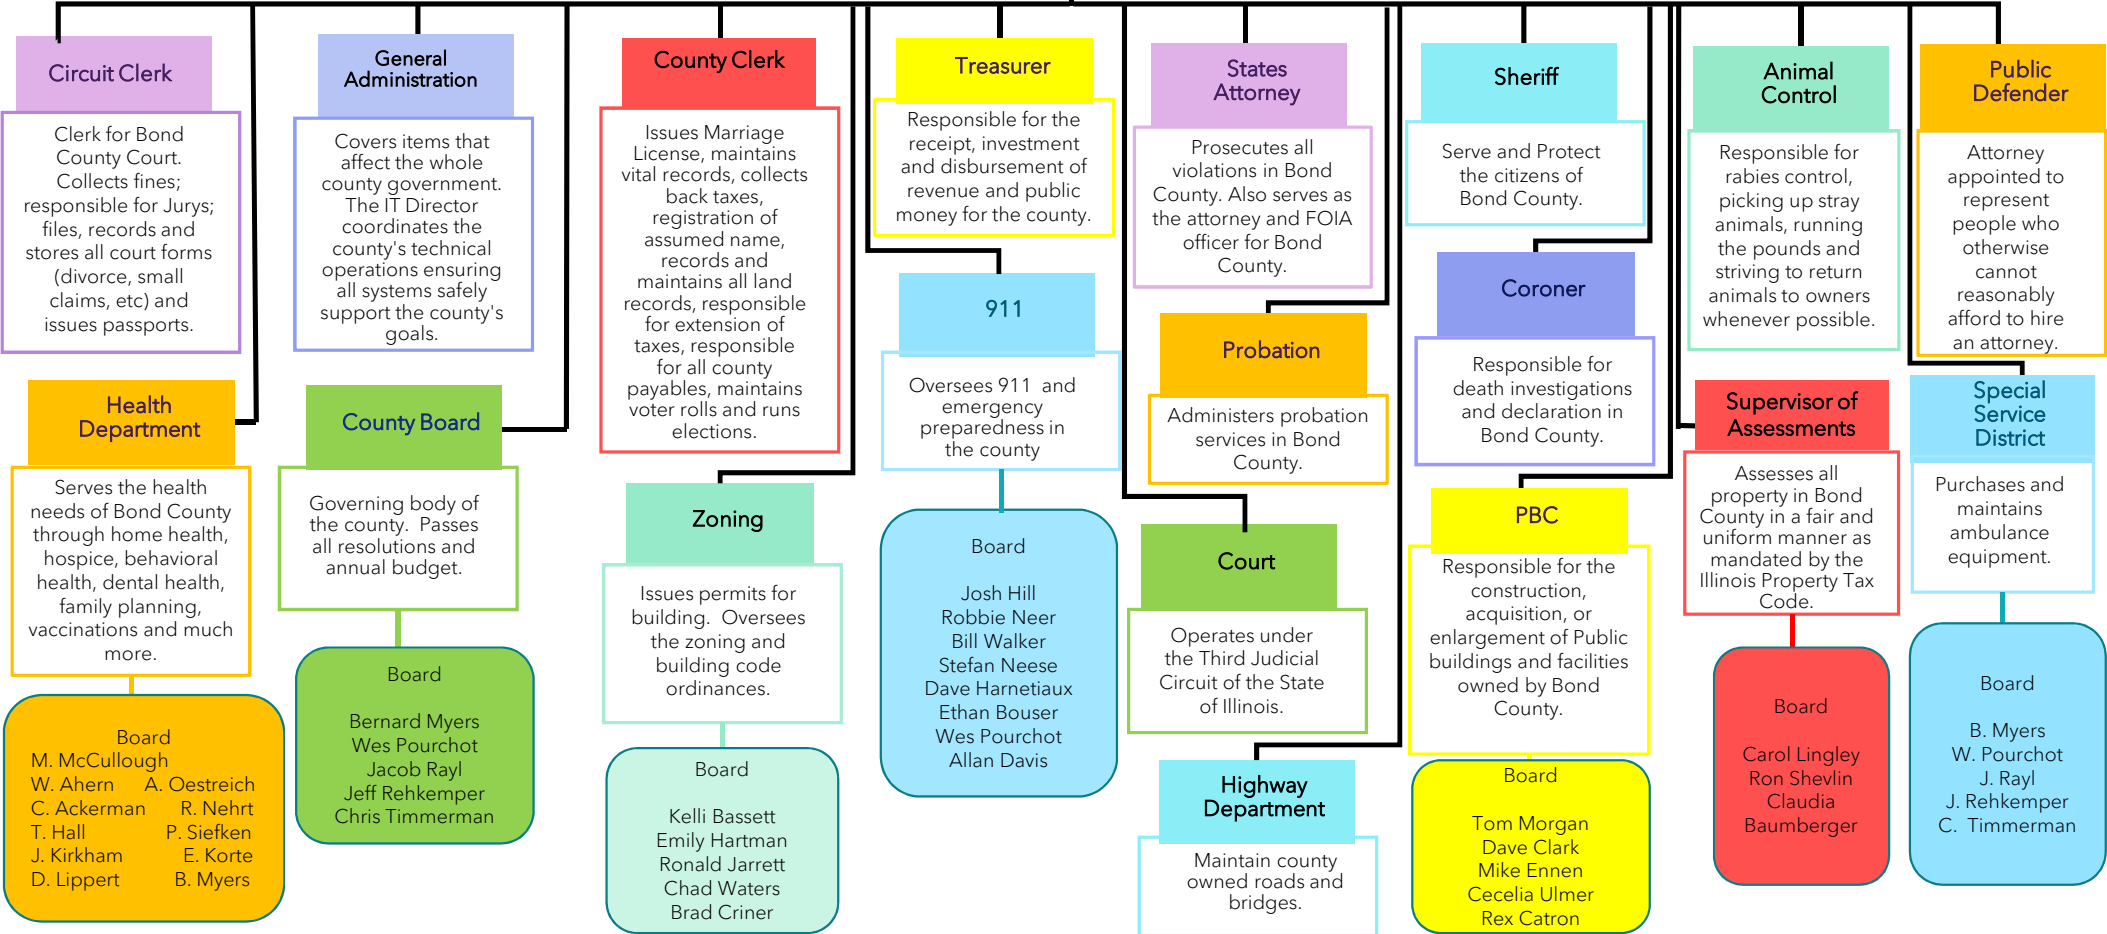 Circuit Clerk
Clerk for Bond
County Court.
Collects fines;
responsible for Jurys;
files, records and
stores all court forms
(divorce, small
claims, etc) and
issues passports.
Health
Department
Serves the health
needs of Bond County
through home health,
hospice, behavioral
health, dental health,
family planning,
vaccinations and much
more.
Board
M. McCullough
W. Ahern A. Oestreich
C. Ackerman R. Nehrt
T. Hall P. Siefken
J. Kirkham E. Korte
D. Lippert B. Myers
General
Administration
Covers items that
affect the whole
county government.
The IT Director
coordinates the
county's technical
operations ensuring
all systems safely
support the county's
goals.
County Board
Governing body of
the county. Passes
all resolutions and
annual budget.
Board
Bernard Myers
Wes Pourchot
Jacob Rayl
Jeff Rehkemper
Chris Timmerman
County Clerk
Issues Marriage
License, maintains
vital records, collects
back taxes,
registration of
assumed name,
records and
maintains all land
records, responsible
for extension of
taxes, responsible
for all county
payables, maintains
voter rolls and runs
elections.
Zoning
Issues permits for
building. Oversees
the zoning and
building code
ordinances.
Board
Kelli Bassett
Emily Hartman
Ronald Jarrett
Chad Waters
Brad Criner
Treasurer
Responsible for the
receipt, investment
and disbursement of
revenue and public
money for the county.
911
Oversees 911 and
emergency
preparedness in
the county
Board
Josh Hill
Robbie Neer
Bill Walker
Stefan Neese
Dave Harnetiaux
Ethan Bouser
Wes Pourchot
Allan Davis
States
Attorney
Prosecutes all
violations in Bond
County. Also serves as
the attorney and FOIA
officer for Bond
County.
Probation
Administers probation
services in Bond
County.
Court
Operates under
the Third Judicial
Circuit of the State
of Illinois.
Highway
Department
Maintain county
owned roads and
bridges.
Sheriff
Serve and Protect
the citizens of
Bond County.
Coroner
Responsible for
death investigations
and declaration in
Bond County.
PBC
Responsible for the
construction,
acquisition, or
enlargement of Public
buildings and facilities
owned by Bond
County.
Board
Tom Morgan
Dave Clark
Mike Ennen
Cecelia Ulmer
Rex Catron
Animal
Control
Responsible for
rabies control,
picking up stray
animals, running
the pounds and
striving to return
animals to owners
whenever possible.
Supervisor of
Assessments
Assesses all
property in Bond
County in a fair and
uniform manner as
mandated by the
Illinois Property Tax
Code.
Board
Carol Lingley
Ron Shevlin
Claudia
Baumberger
Public
Defender
Attorney
appointed to
represent
people who
otherwise
cannot
reasonably
afford to hire
an attorney.
Special
Service
District
Purchases and
maintains
ambulance
equipment.
Board
B. Myers
W. Pourchot
J. Rayl
J. Rehkemper
C. Timmerman